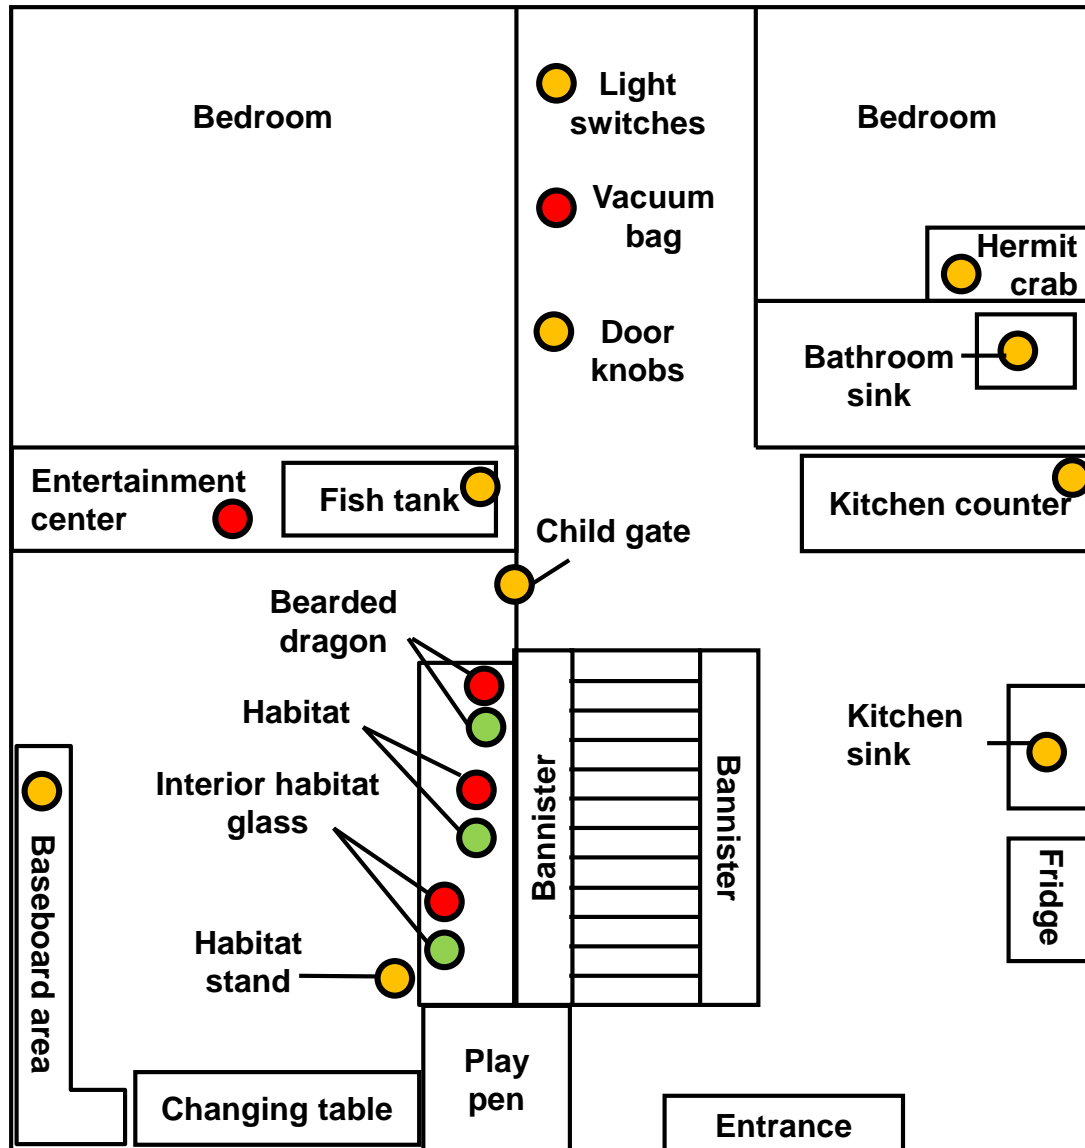 Bedroom
Light
switches
Bedroom
Vacuum
bag
Hermit
crab
Door
knobs
Bathroom
sink
Entertainment
center
Fish tank
Kitchen counter
Child gate
Bearded
dragon
Habitat
Kitchen
sink
Interior habitat
glass
Bannister
Bannister
Baseboard area
Fridge
Habitat
stand
Play
pen
Changing table
Entrance